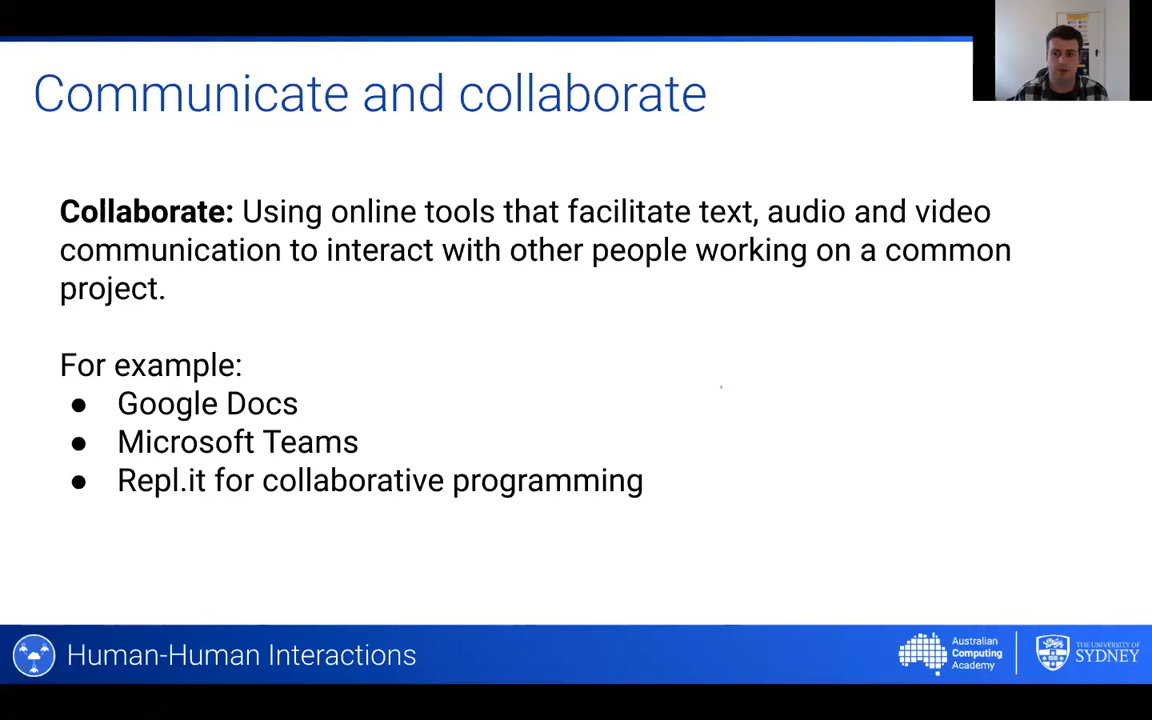 Communicate and collaborate
Collaborate: Using online tools that facilitate text, audio and video
communication to interact with other people working on a common
project.
For example:
● Google Docs
● Microsoft Teams
● Repl.it for collaborative programming
Human-Human Interactions
Australian
Computing
Academy
THE UNIVERSITY OF
SYDNEY